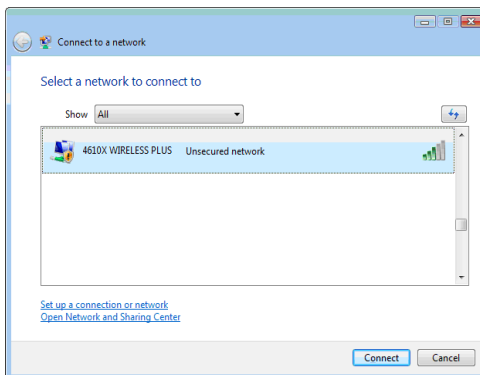 Connect to a network
Select a network to connect to
Show All
4610X WIRELESS PLUS Unsecured network
Set up a connection or network
Open Network and Sharing Center
Connect Cancel